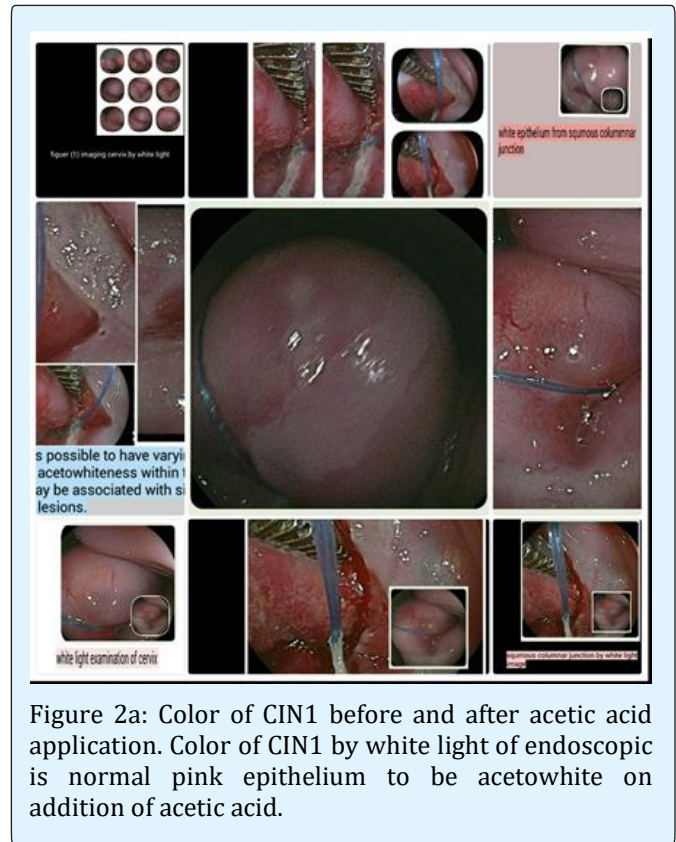 figuer (1) imaging cervix by white light
white epithelium from squmous colummnar
junction
s possible to have varyi
acetowhiteness within t
ay be associated with si
lesions.
white light examination of cervix
squmous columnar junction by white light
image
Figure 2a: Color of CIN1 before and after acetic acid
application. Color of CIN1 by white light of endoscopic
is normal pink epithelium to be acetowhite on
addition of acetic acid.